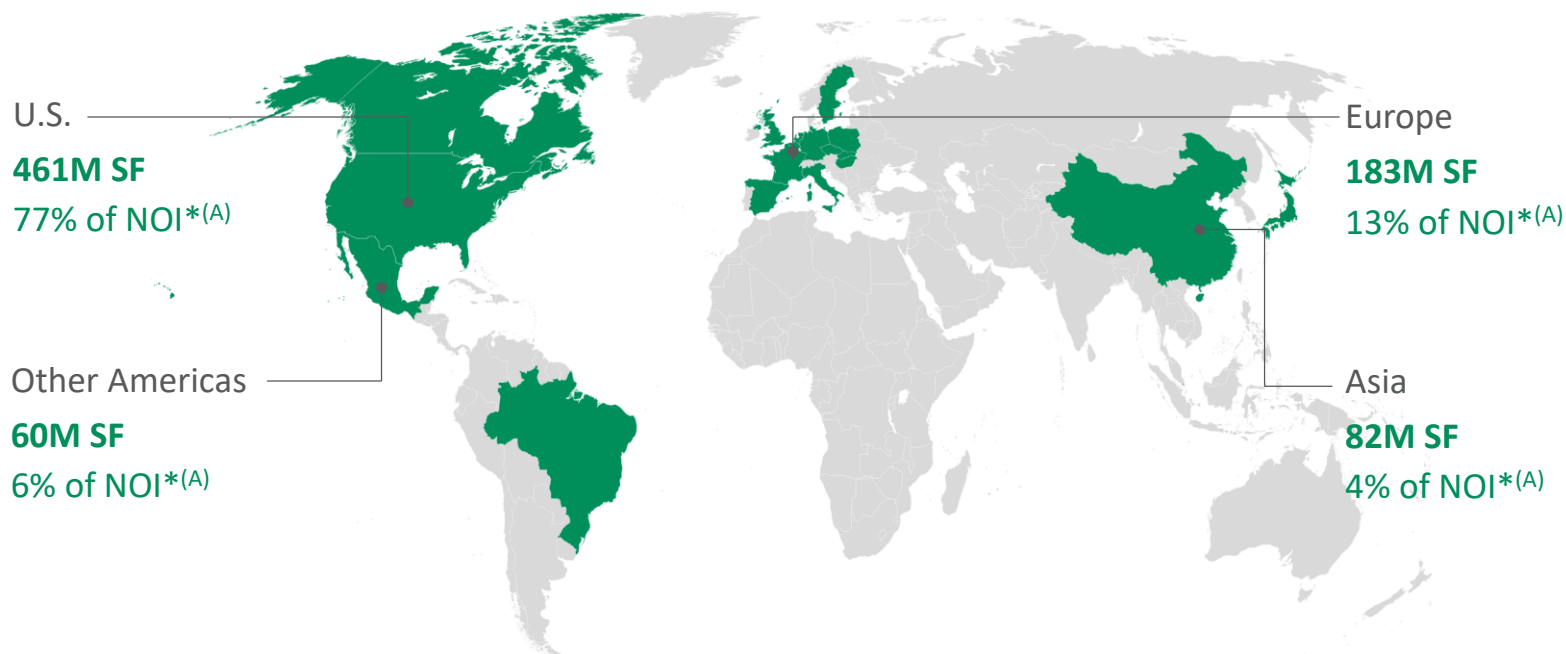 U.S.
461M SF
77% of NOI*(A)
Europe
183M SF
13% of NOI*(A)
Other Americas
60M SF
6% of NOI*(A)
Asia
82M SF
4% of NOI*(A)